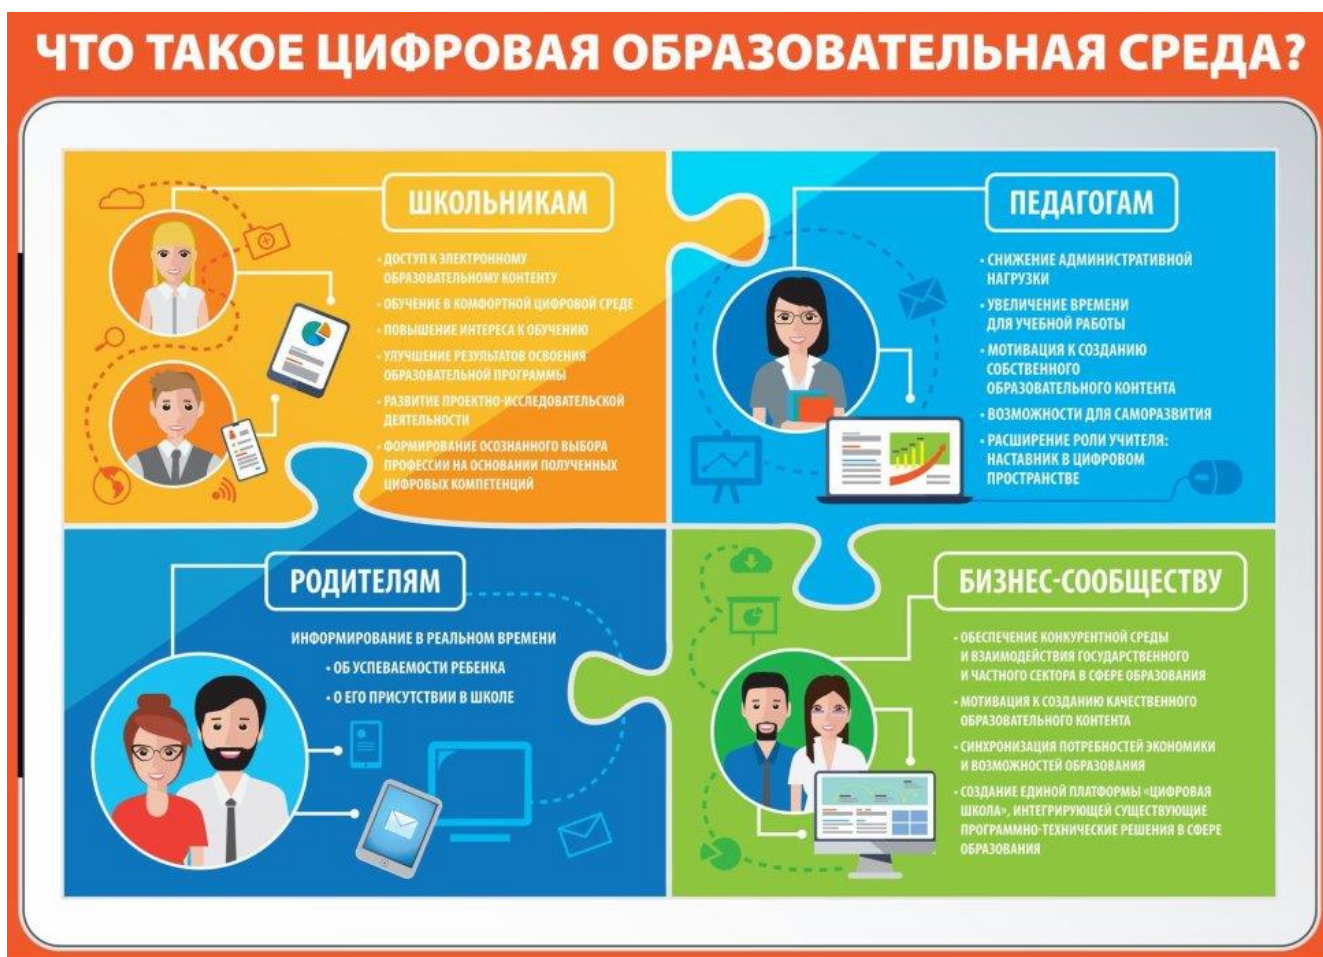 ЧТО ТАКОЕ ЦИФРОВАЯ ОБРАЗОВАТЕЛЬНАЯ СРЕДА?
ШКОЛЬНИКАМ
• ДОСТУП К ЭЛЕКТРОННОМУ
ОБРАЗОВАТЕЛЬНОМУ КОНТЕНТУ
• ОБУЧЕНИЕ В КОМФОРТНОЙ ЦИФРОВОЙ СРЕДЕ
• ПОВЫШЕНИЕ ИНТЕРЕСА К ОБУЧЕНИЮ
• УЛУЧШЕНИЕ РЕЗУЛЬТАТОВ ОСВОЕНИЯ
ОБРАЗОВАТЕЛЬНОЙ ПРОГРАММЫ
• РАЗВИТИЕ ПРОЕКТНО-ИССЛЕДОВАТЕЛЬСКОЙ
ДЕЯТЕЛЬНОСТИ
• ФОРМИРОВАНИЕ ОСОЗНАННОГО ВЫБОРА
ПРОФЕССИИ НА ОСНОВАНИИ ПОЛУЧЕННЫХ
ЦИФРОВЫХ КОМПЕТЕНЦИЙ
ПЕДАГОГАМ
• СНИЖЕНИЕ АДМИНИСТРАТИВНОЙ
НАГРУЗКИ
• УВЕЛИЧЕНИЕ ВРЕМЕНИ
ДЛЯ УЧЕБНОЙ РАБОТЫ
• МОТИВАЦИЯ К СОЗДАНИЮ
СОБСТВЕННОГО
ОБРАЗОВАТЕЛЬНОГО КОНТЕНТА
• ВОЗМОЖНОСТИ ДЛЯ САМОРАЗВИТИЯ
• РАСШИРЕНИЕ РОЛИ УЧИТЕЛЯ:
НАСТАВНИК В ЦИФРОВОМ
ПРОСТРАНСТВЕ
РОДИТЕЛЯМ
ИНФОРМИРОВАНИЕ В РЕАЛЬНОМ ВРЕМЕНИ
• ОБ УСПЕВАЕМОСТИ РЕБЕНКА
• О ЕГО ПРИСУТСТВИИ В ШКОЛЕ
БИЗНЕС-СООБЩЕСТВУ
• ОБЕСПЕЧЕНИЕ КОНКУРЕНТНОЙ СРЕДЫ
И ВЗАИМОДЕЙСТВИЯ ГОСУДАРСТВЕННОГО
И ЧАСТНОГО СЕКТОРА В СФЕРЕ ОБРАЗОВАНИЯ
• МОТИВАЦИЯ К СОЗДАНИЮ КАЧЕСТВЕННОГО
ОБРАЗОВАТЕЛЬНОГО КОНТЕНТА
• СИНХРОНИЗАЦИЯ ПОТРЕБНОСТЕЙ ЭКОНОМИКИ
И ВОЗМОЖНОСТЕЙ ОБРАЗОВАНИЯ
• СОЗДАНИЕ ЕДИНОЙ ПЛАТФОРМЫ «ЦИФРОВАЯ
ШКОЛА», ИНТЕГРИРУЮЩЕЙ СУЩЕСТВУЮЩИЕ
ПРОГРАММНО-ТЕХНИЧЕСКИЕ РЕШЕНИЯ В СФЕРЕ
ОБРАЗОВАНИЯ